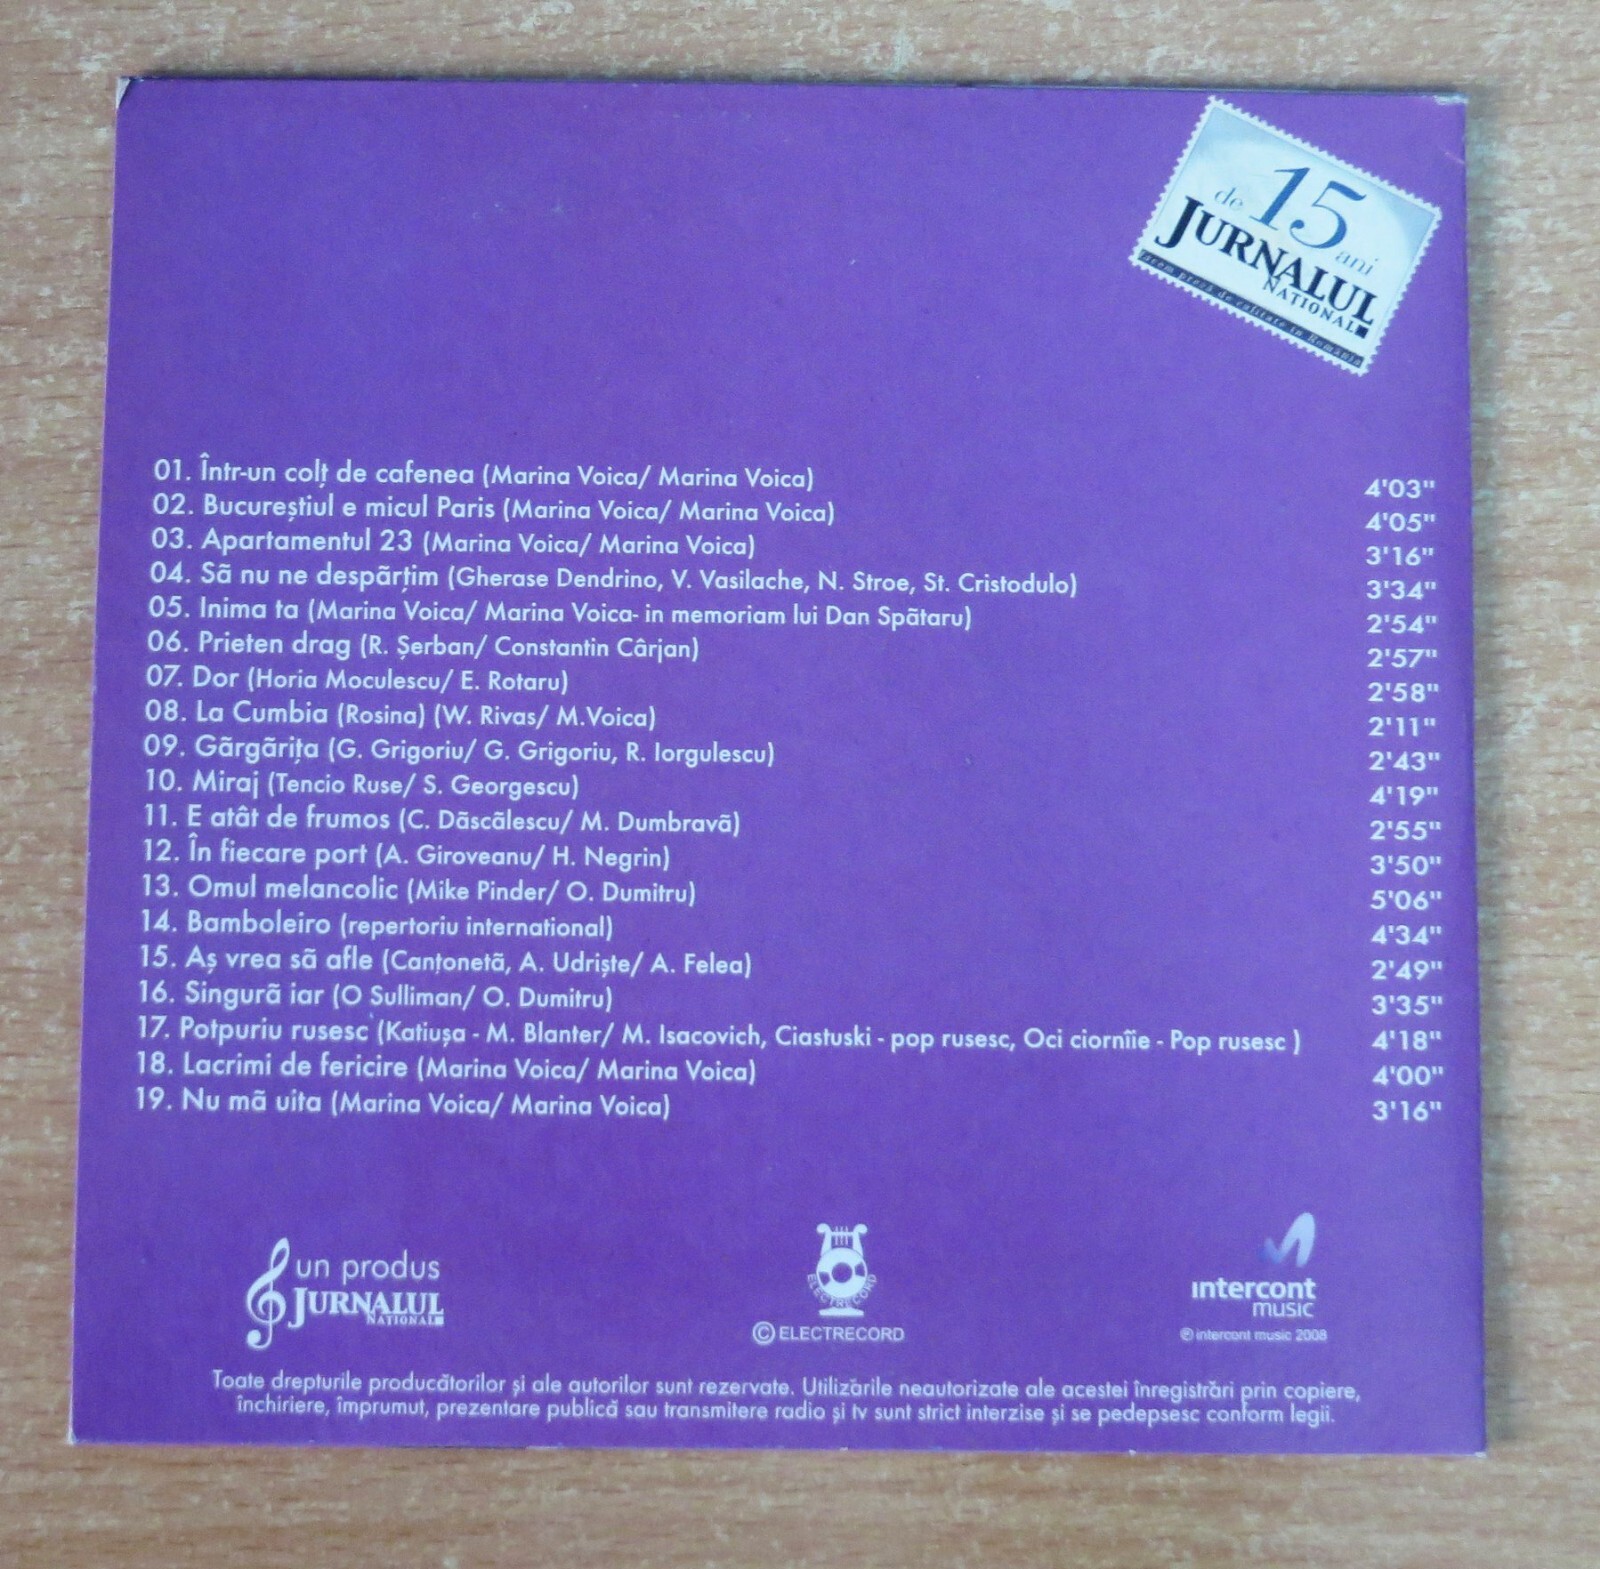 de 15 ani
JURNALUL
NAȚIONAL
facem presă de calitate în România
01. Într-un colț de cafenea (Marina Voica/ Marina Voica) 4'03"
02. Bucureștiul e micul Paris (Marina Voica/ Marina Voica) 4'05"
03. Apartamentul 23 (Marina Voica/ Marina Voica) 3'16"
04. Sã nu ne despãrțim (Gherase Dendrino, V. Vasilache, N. Stroe, St. Cristodulo) 3'34"
05. Inima ta (Marina Voica/ Marina Voica- in memoriam lui Dan Spãtaru) 2'54"
06. Prieten drag (R. Șerban/ Constantin Cârjan) 2'57"
07. Dor (Horia Moculescu/ E. Rotaru) 2'58"
08. La Cumbia (Rosina) (W. Rivas/ M.Voica) 2'11"
09. Gãrgãrița (G. Grigoriu/ G. Grigoriu, R. Iorgulescu) 2'43"
10. Miraj (Tencio Ruse/ S. Georgescu) 4'19"
11. E atât de frumos (C. Dãscãlescu/ M. Dumbravã) 2'55"
12. În fiecare port (A. Giroveanu/ H. Negrin) 3'50"
13. Omul melancolic (Mike Pinder/ O. Dumitru) 5'06"
14. Bamboleiro (repertoriu international) 4'34"
15. Aș vrea sã afle (Canțonetã, A. Udriște/ A. Felea) 2'49"
16. Singurã iar (O Sulliman/ O. Dumitru) 3'35"
17. Potpuriu rusesc (Katiușa - M. Blanter/ M. Isacovich, Ciastuski - pop rusesc, Oci ciornîie - Pop rusesc ) 4'18"
18. Lacrimi de fericire (Marina Voica/ Marina Voica) 4'00"
19. Nu mã uita (Marina Voica/ Marina Voica) 3'16"
un produs
JURNALUL
NAȚIONAL
ELECTRECORD
© ELECTRECORD
intercont
music
℗ intercont music 2008
Toate drepturile producãtorilor și ale autorilor sunt rezervate. Utilizãrile neautorizate ale acestei înregistrãri prin copiere,
închiriere, împrumut, prezentare publicã sau transmitere radio și tv sunt strict interzise și se pedepsesc conform legii.